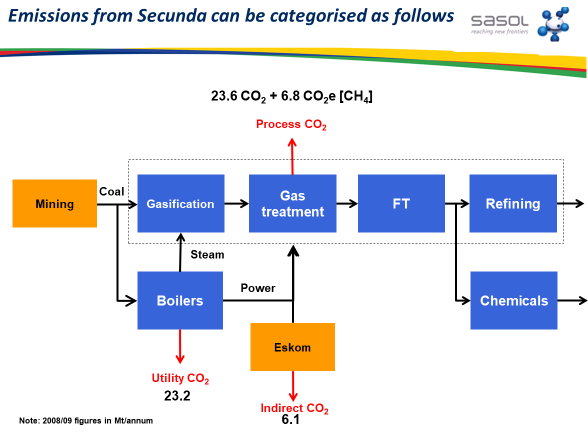 Emissions from Secunda can be categorised as follows
sasol
reaching new frontiers
23.6 CO₂ + 6.8 CO₂e [CH₄]
Process CO₂
Coal
Mining
Gasification
Gas
treatment
FT
Refining
Steam
Boilers
Power
Chemicals
Eskom
Utility CO₂
23.2
Indirect CO₂
6.1
Note: 2008/09 figures in Mt/annum